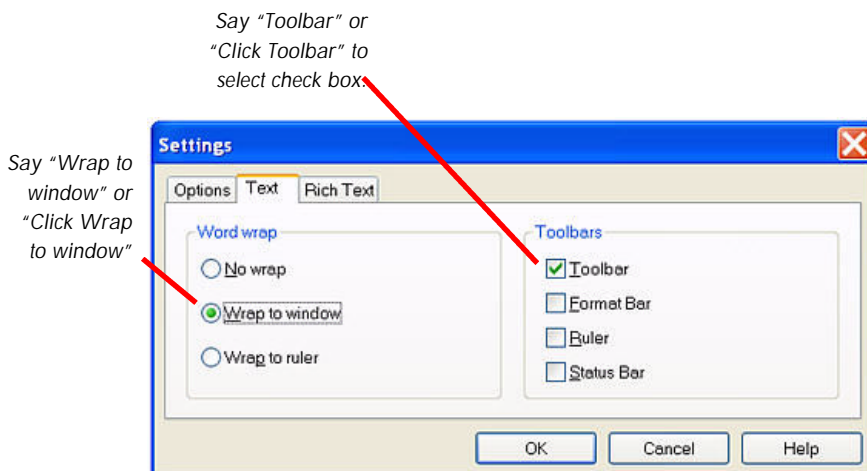 Say “Toolbar” or
“Click Toolbar” to
select check box.
Say “Wrap to
window” or
“Click Wrap
to window”
Settings
Options Text Rich Text
Word wrap
No wrap
Wrap to window
Wrap to ruler
Toolbars
Toolbar
Format Bar
Ruler
Status Bar
OK Cancel Help